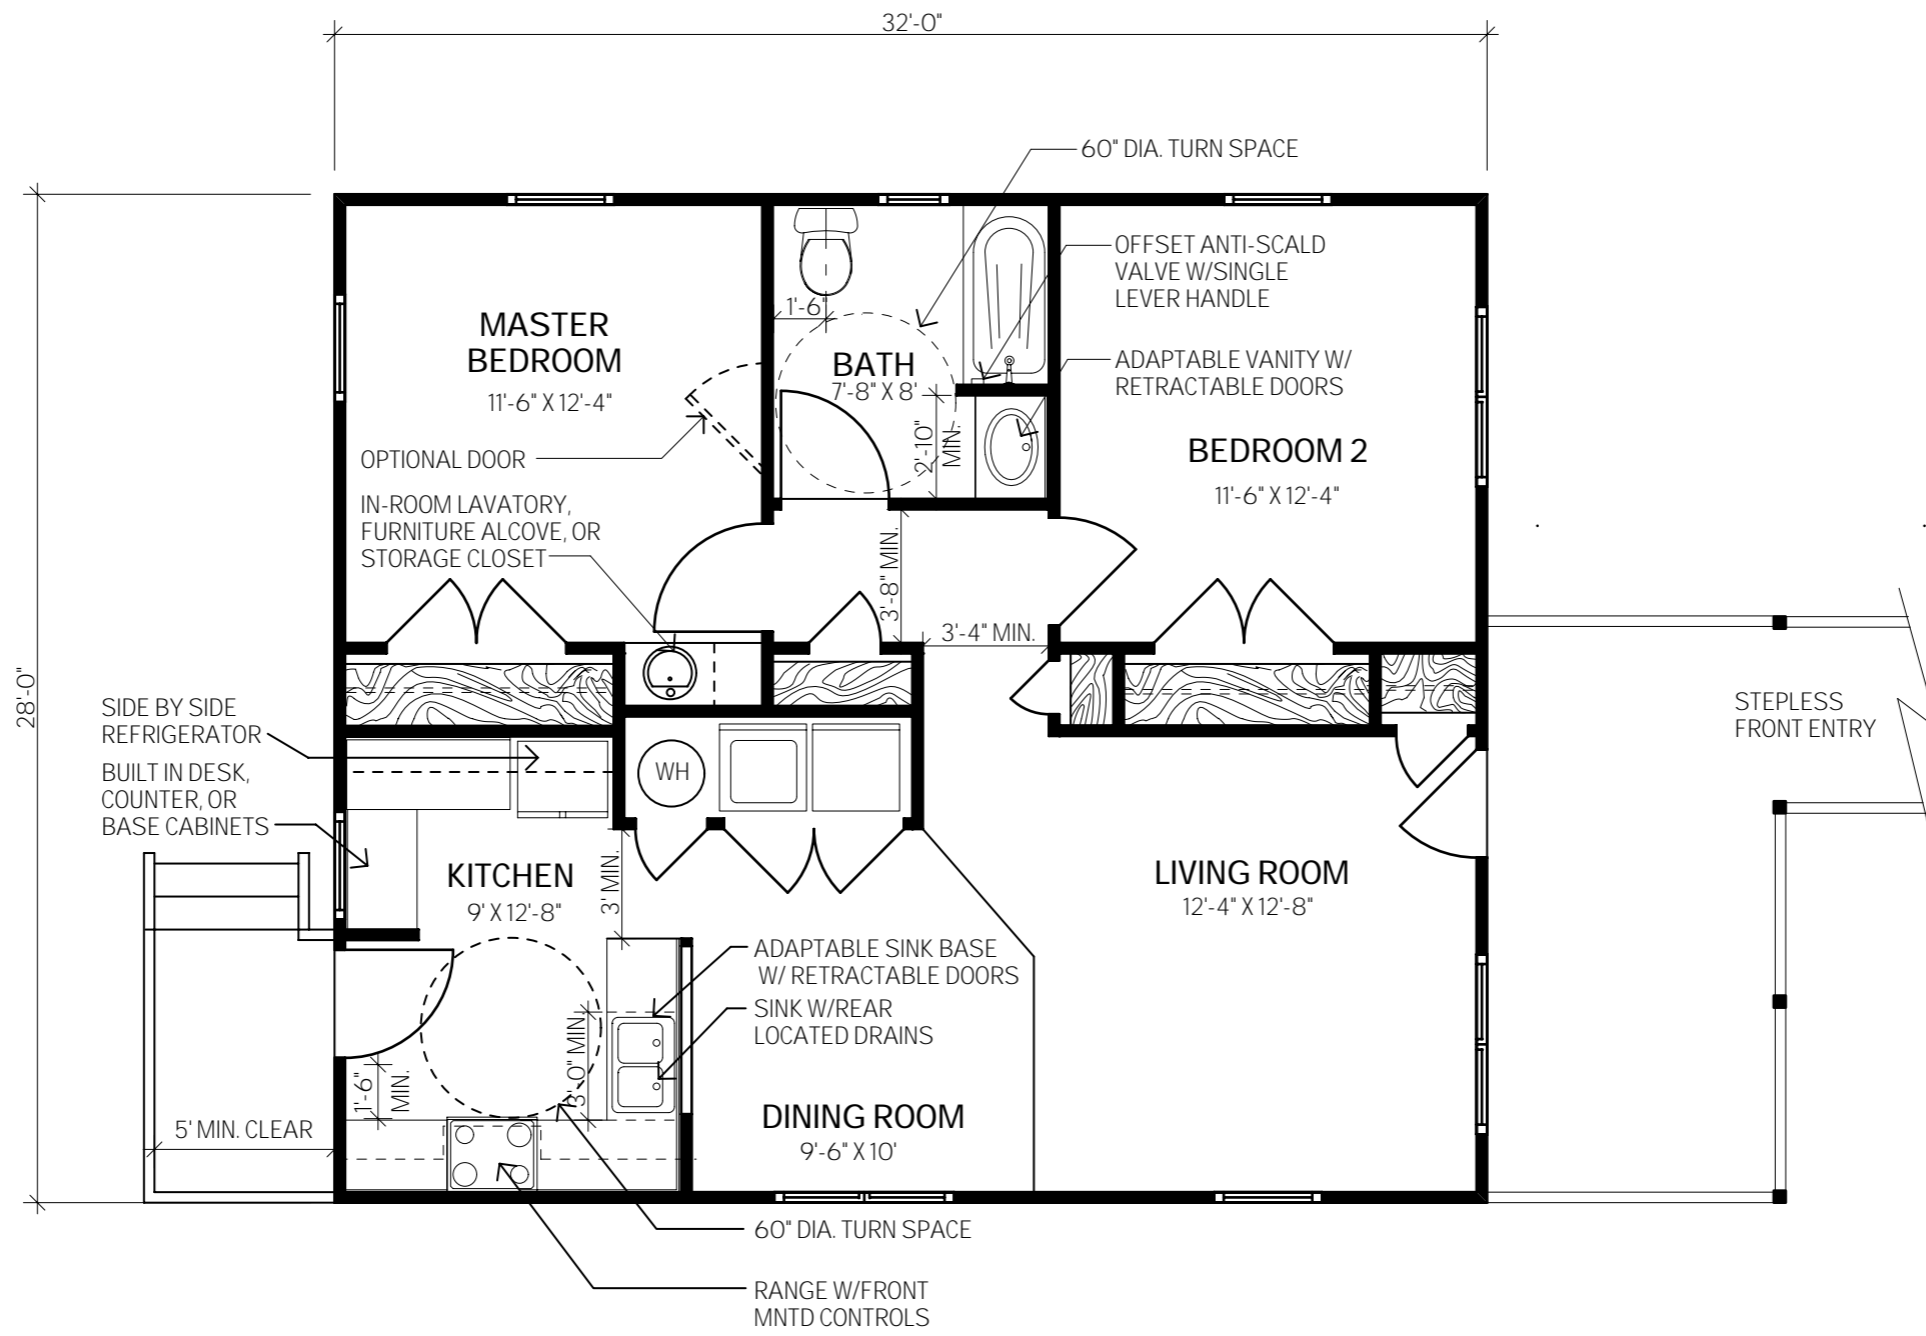 32'-0"
60" DIA. TURN SPACE
OFFSET ANTI-SCALD
VALVE W/SINGLE
LEVER HANDLE
1'-6"
MASTER
BEDROOM
11'-6" X 12'-4"
BATH
7'-8" X 8'
ADAPTABLE VANITY W/
RETRACTABLE DOORS
2'-10"
MIN.
BEDROOM 2
11'-6" X 12'-4"
OPTIONAL DOOR
IN-ROOM LAVATORY,
FURNITURE ALCOVE, OR
STORAGE CLOSET
3'-8" MIN.
3'-4" MIN.
28'-0"
SIDE BY SIDE
REFRIGERATOR
BUILT IN DESK,
COUNTER, OR
BASE CABINETS
WH
STEPLESS
FRONT ENTRY
KITCHEN
9' X 12'-8"
3' MIN.
LIVING ROOM
12'-4" X 12'-8"
ADAPTABLE SINK BASE
W/ RETRACTABLE DOORS
SINK W/REAR
LOCATED DRAINS
3'-0" MIN.
1'-6"
MIN.
5' MIN. CLEAR
DINING ROOM
9'-6" X 10'
60" DIA. TURN SPACE
RANGE W/FRONT
MNTD CONTROLS